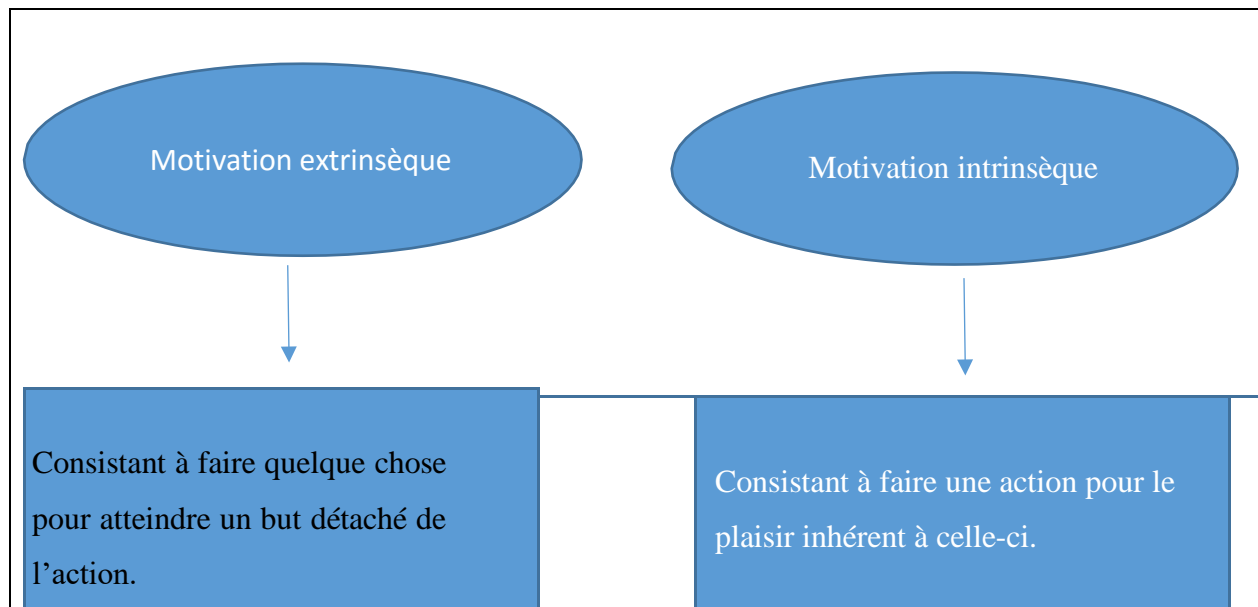 Motivation extrinsèque
Motivation intrinsèque
Consistant à faire quelque chose
pour atteindre un but détaché de
l’action.
Consistant à faire une action pour le
plaisir inhérent à celle-ci.